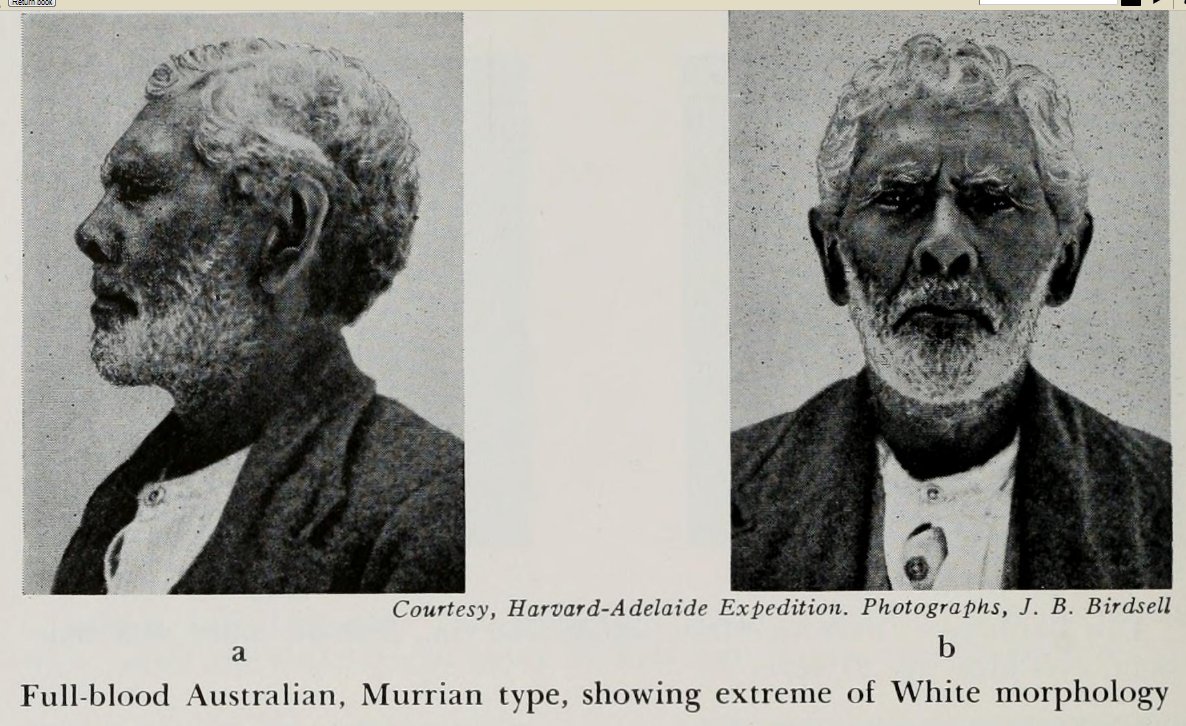 Return book
Courtesy, Harvard-Adelaide Expedition. Photographs, J. B. Birdsell
a
b
Full-blood Australian, Murrian type, showing extreme of White morphology